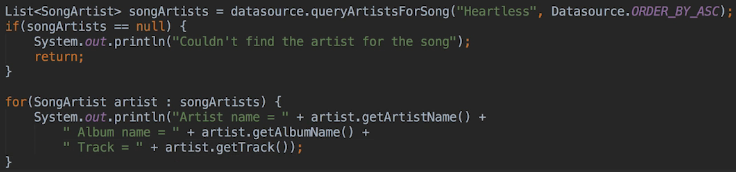 List<SongArtist> songArtists = datasource.queryArtistsForSong("Heartless", Datasource.ORDER_BY_ASC);
if(songArtists == null) {
    System.out.println("Couldn't find the artist for the song");
    return;
}

for(SongArtist artist : songArtists) {
    System.out.println("Artist name = " + artist.getArtistName() +
        " Album name = " + artist.getAlbumName() +
        " Track = " + artist.getTrack());
}